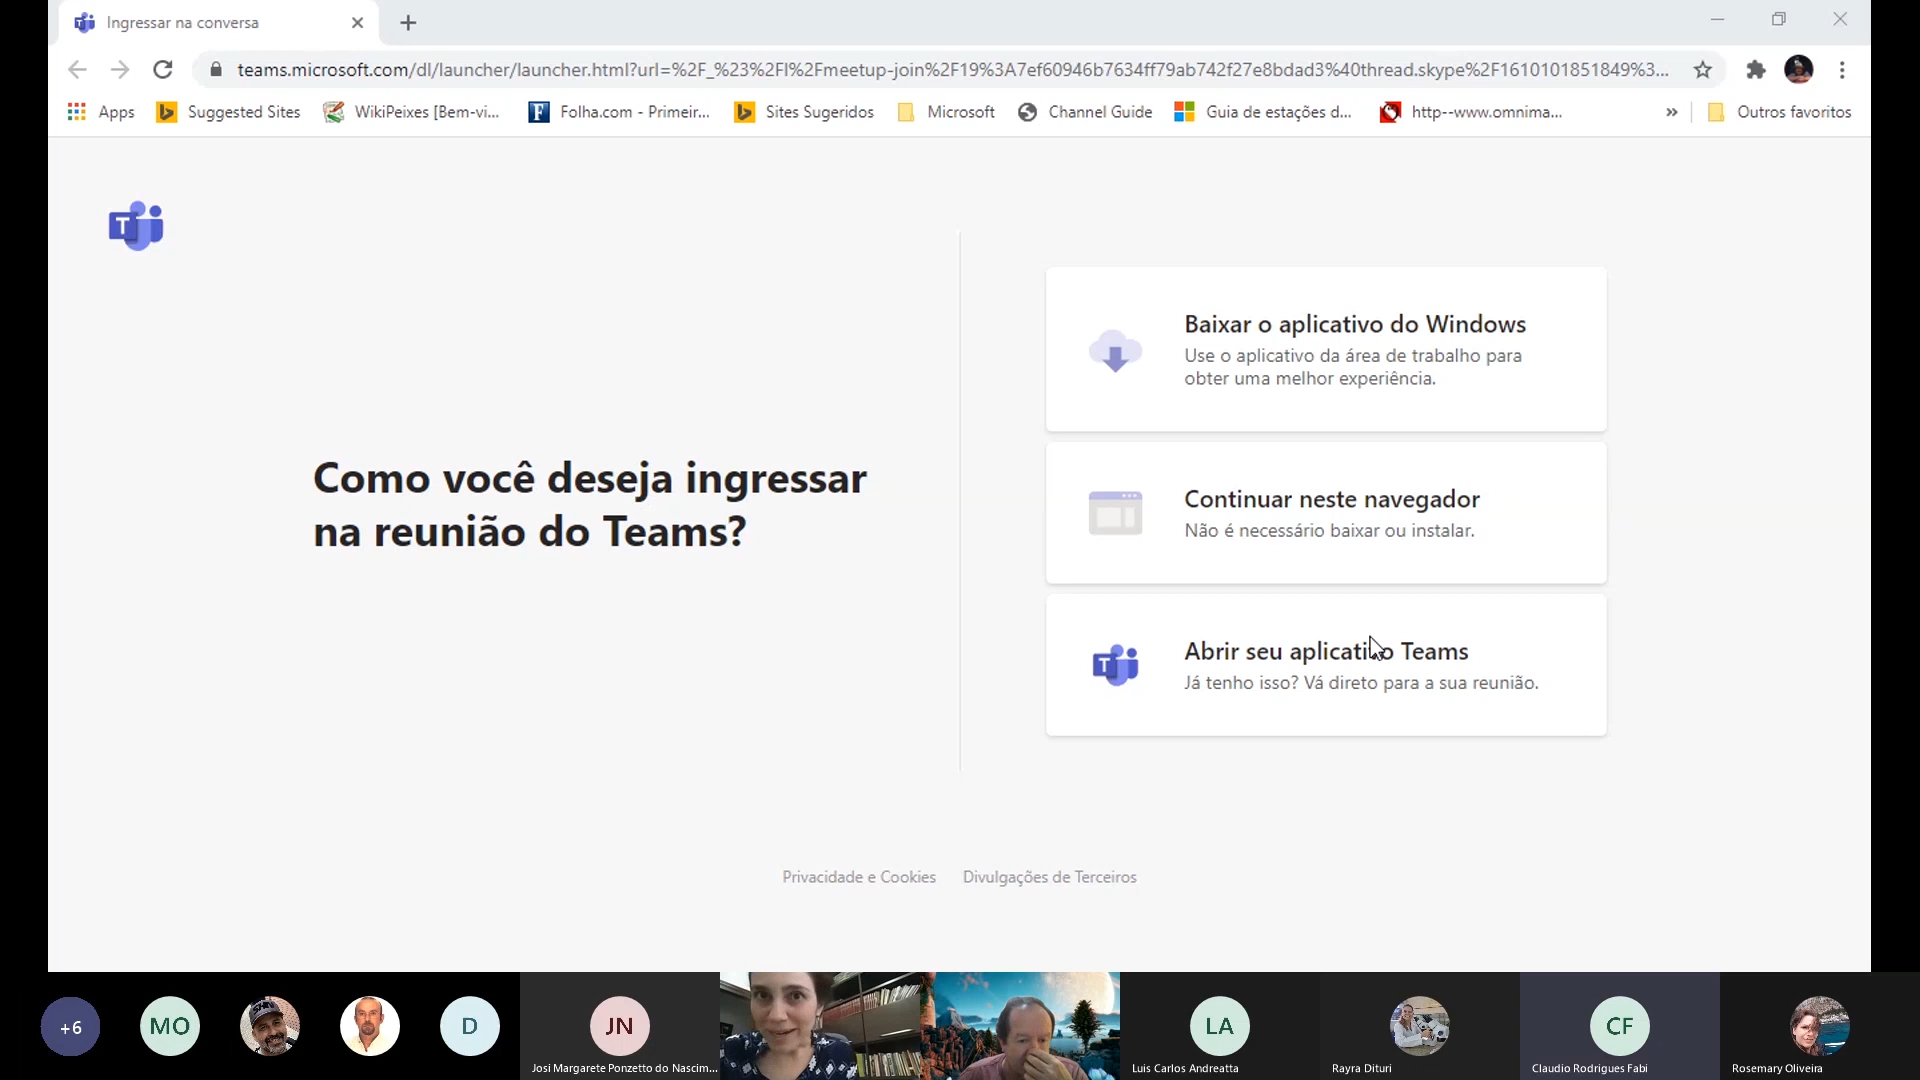 Ingressar na conversa
teams.microsoft.com/dl/launcher/launcher.html?url=%2F_%23%2Fl%2Fmeetup-join%2F19%3A7ef60946b7634ff79ab742f27e8bdad3%40thread.skype%2F1610101851849%3...
Apps
Suggested Sites
WikiPeixes [Bem-vi...
Folha.com - Primeir...
Sites Sugeridos
Microsoft
Channel Guide
Guia de estações d...
http--www.omnima...
»
Outros favoritos
T
Como você deseja ingressar
na reunião do Teams?
Baixar o aplicativo do Windows
Use o aplicativo da área de trabalho para
obter uma melhor experiência.
Continuar neste navegador
Não é necessário baixar ou instalar.
T
Abrir seu aplicativo Teams
Já tenho isso? Vá direto para a sua reunião.
Privacidade e Cookies
Divulgações de Terceiros
+6
MO
D
JN
Josi Margarete Ponzetto do Nascim...
LA
Luis Carlos Andreatta
Rayra Dituri
CF
Claudio Rodrigues Fabi
Rosemary Oliveira